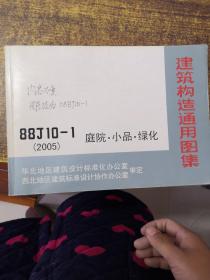 88J10-1
(2005)
庭院·小品·绿化
华北地区建筑设计标准化办公室
西北地区建筑标准设计协作办公室
审定
建筑构造通用图集